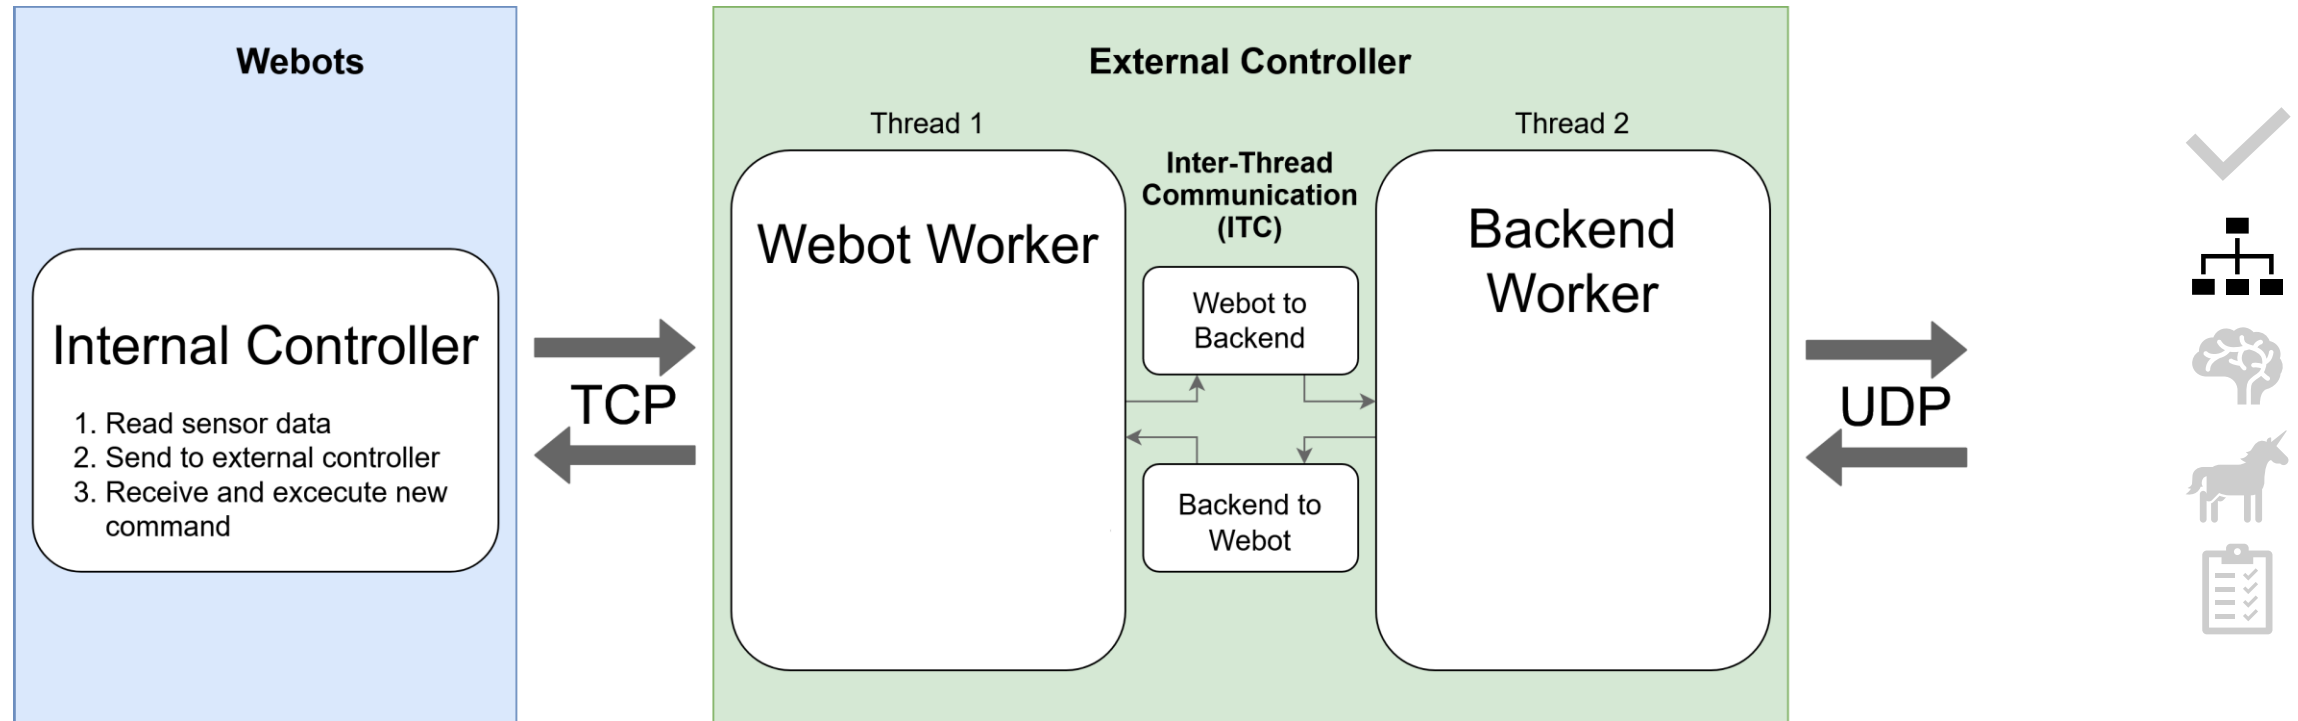 Webots
Internal Controller
1. Read sensor data
2. Send to external controller
3. Receive and excecute new
command
TCP
External Controller
Thread 1
Webot Worker
Inter-Thread
Communication
(ITC)
Webot to
Backend
Backend to
Webot
Thread 2
Backend
Worker
UDP